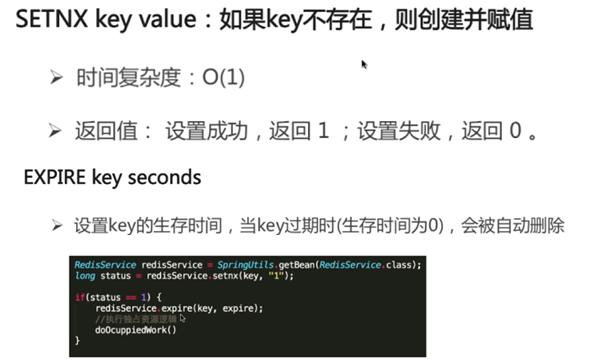 SETNX key value：如果key不存在，则创建并赋值
➢ 时间复杂度：O(1)
➢ 返回值： 设置成功，返回 1 ；设置失败，返回 0 。
EXPIRE key seconds
➢ 设置key的生存时间，当key过期时(生存时间为0)，会被自动删除
RedisService redisService = SpringUtils.getBean(RedisService.class);
long status = redisService.setnx(key, "1");
if(status == 1) {
redisService.expire(key, expire);
//执行独占资源逻辑
doOcuppiedWork()
}